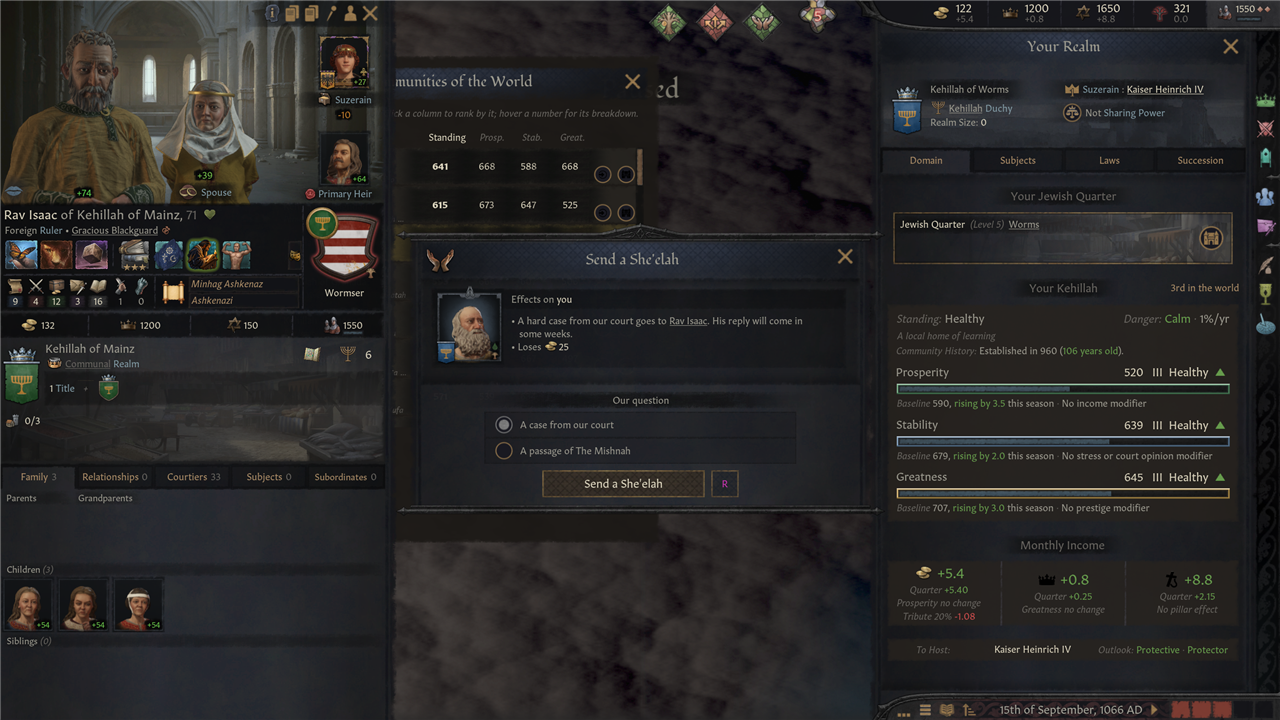 +27
Suzerain
-10
+64
Primary Heir
+74
+39
Spouse
Rav Isaac of Kehillah of Mainz, 71
Foreign Ruler • Gracious Blackguard
9 4 12 3 16 1 0
Minhag Ashkenaz
Ashkenazi
Wormser
132 1200 150 1550
Kehillah of Mainz
Communal Realm
6
1 Title
0/3
Family 3 Relationships 0 Courtiers 33 Subjects 0 Subordinates 0
Parents Grandparents
Children (3)
+54 +54 +54
Siblings (0)
5
munities of the World
ed
ck a column to rank by it; hover a number for its breakdown.
Standing Prosp. Stab. Great.
641 668 588 668
615 673 647 525
Send a She'elah
Effects on you
• A hard case from our court goes to Rav Isaac. His reply will come in
some weeks.
• Loses 25
Our question
A case from our court
A passage of The Mishnah
Send a She'elah R
122 +5.4
1200 +0.8
1650 +8.8
321 0.0
1550
Your Realm
Kehillah of Worms
Kehillah Duchy
Realm Size: 0
Suzerain : Kaiser Heinrich IV
Not Sharing Power
Domain Subjects Laws Succession
Your Jewish Quarter
Jewish Quarter (Level 5) Worms
Your Kehillah 3rd in the world
Standing: Healthy Danger: Calm · 1%/yr
A local home of learning
Community History: Established in 960 (106 years old).
Prosperity 520 III Healthy
Baseline 590, rising by 3.5 this season · No income modifier
Stability 639 III Healthy
Baseline 679, rising by 2.0 this season · No stress or court opinion modifier
Greatness 645 III Healthy
Baseline 707, rising by 3.0 this season · No prestige modifier
Monthly Income
+5.4
Quarter +5.40
Prosperity no change
Tribute 20% -1.08
+0.8
Quarter +0.25
Greatness no change
+8.8
Quarter +2.15
No pillar effect
To Host: Kaiser Heinrich IV Outlook: Protective · Protector
15th of September, 1066 AD